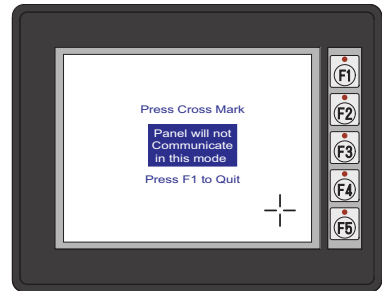 Press Cross Mark
Panel will not
Communicate
in this mode
Press F1 to Quit
F1
F2
F3
F4
F5